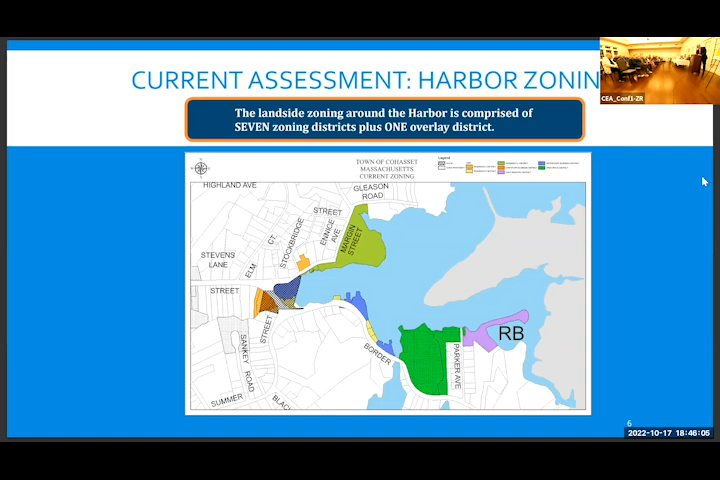 CURRENT ASSESSMENT: HARBOR ZONIN
CEA_Conf1-ZR
The landside zoning around the Harbor is comprised of
SEVEN zoning districts plus ONE overlay district.
TOWN OF COHASSET
MASSACHUSETTS
CURRENT ZONING
Legend
HIGHLAND AVE
GLEASON
ROAD
STREET
ENNICE
AVE
MARGIN
STREET
STOCKBRIDGE
CT.
ELM
STEVENS
LANE
STREET
STREET
SANKEY
ROAD
BORDER
PARKER AVE
RB
SUMMER
BLACK
6
2022-10-17 18:46:05